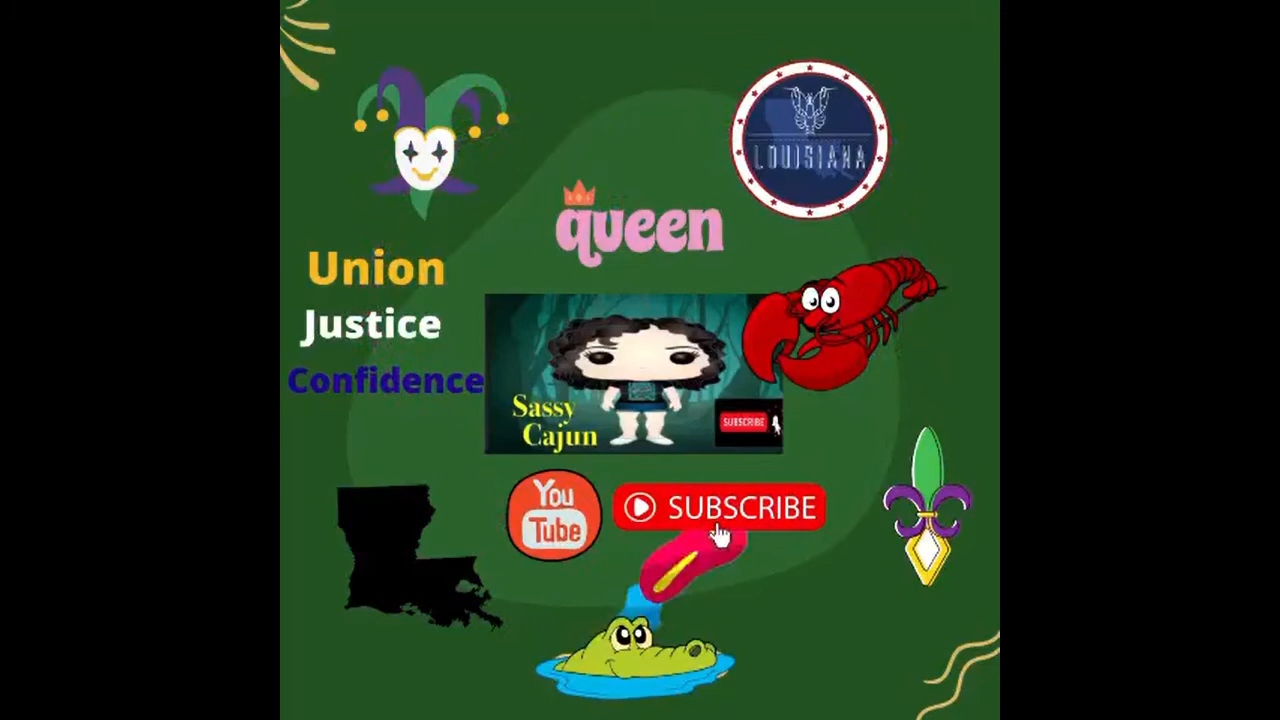 LOUISIANA
queen
Union
Justice
Confidence
Sassy
Cajun
SUBSCRIBE
You
Tube
SUBSCRIBE